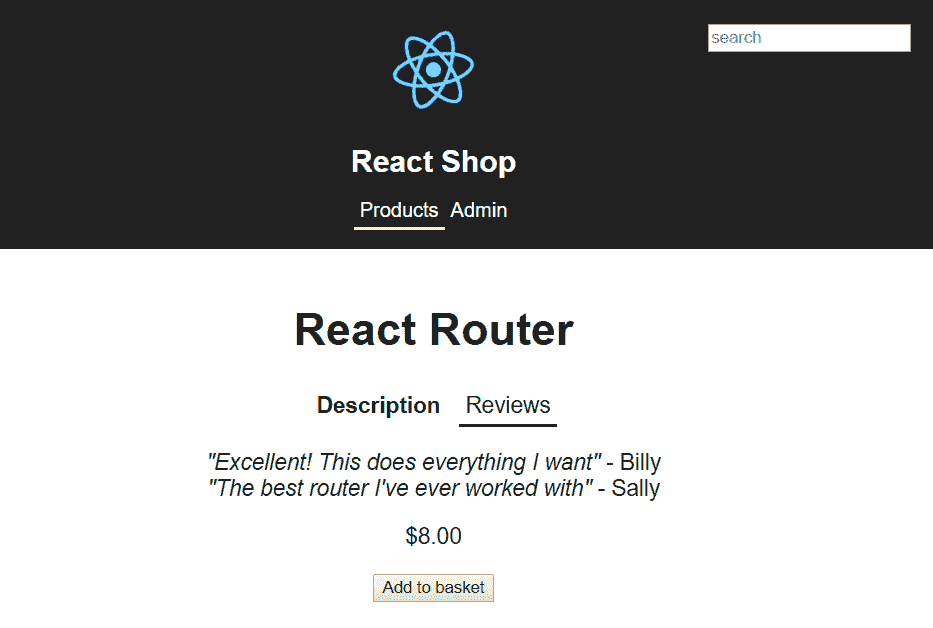 search
React Shop
Products Admin
React Router
Description Reviews
"Excellent! This does everything I want" - Billy
"The best router I've ever worked with" - Sally
$8.00
Add to basket